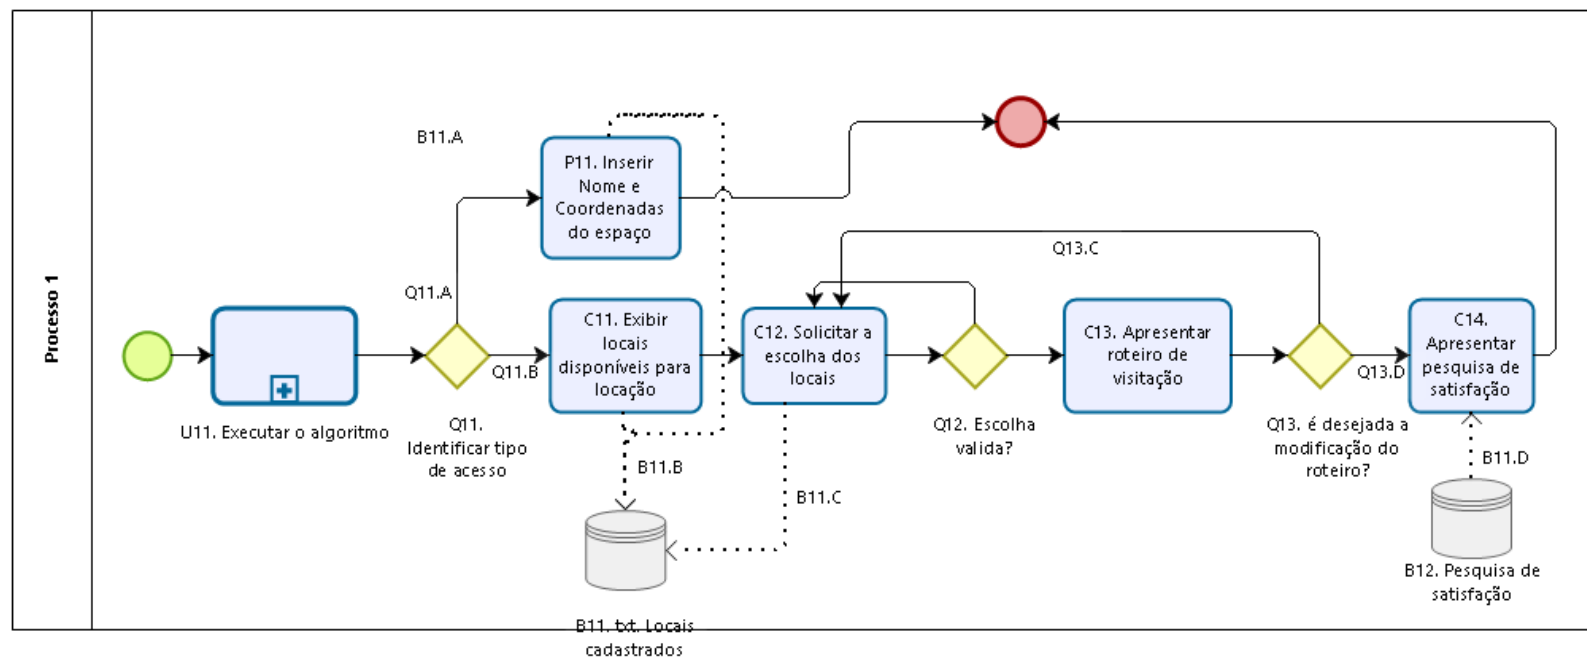 Processo 1
U11. Executar o algoritmo
Q11.
Identificar tipo
de acesso
Q11.A
Q11.B
B11.A
P11. Inserir
Nome e
Coordenadas
do espaço
C11. Exibir
locais
disponíveis para
locação
B11.B
B11. txt. Locais
cadastrados
C12. Solicitar a
escolha dos
locais
B11.C
Q12. Escolha
valida?
C13. Apresentar
roteiro de
visitação
Q13.C
Q13. é desejada a
modificação do
roteiro?
Q13.D
C14.
Apresentar
pesquisa de
satisfação
B11.D
B12. Pesquisa de
satisfação